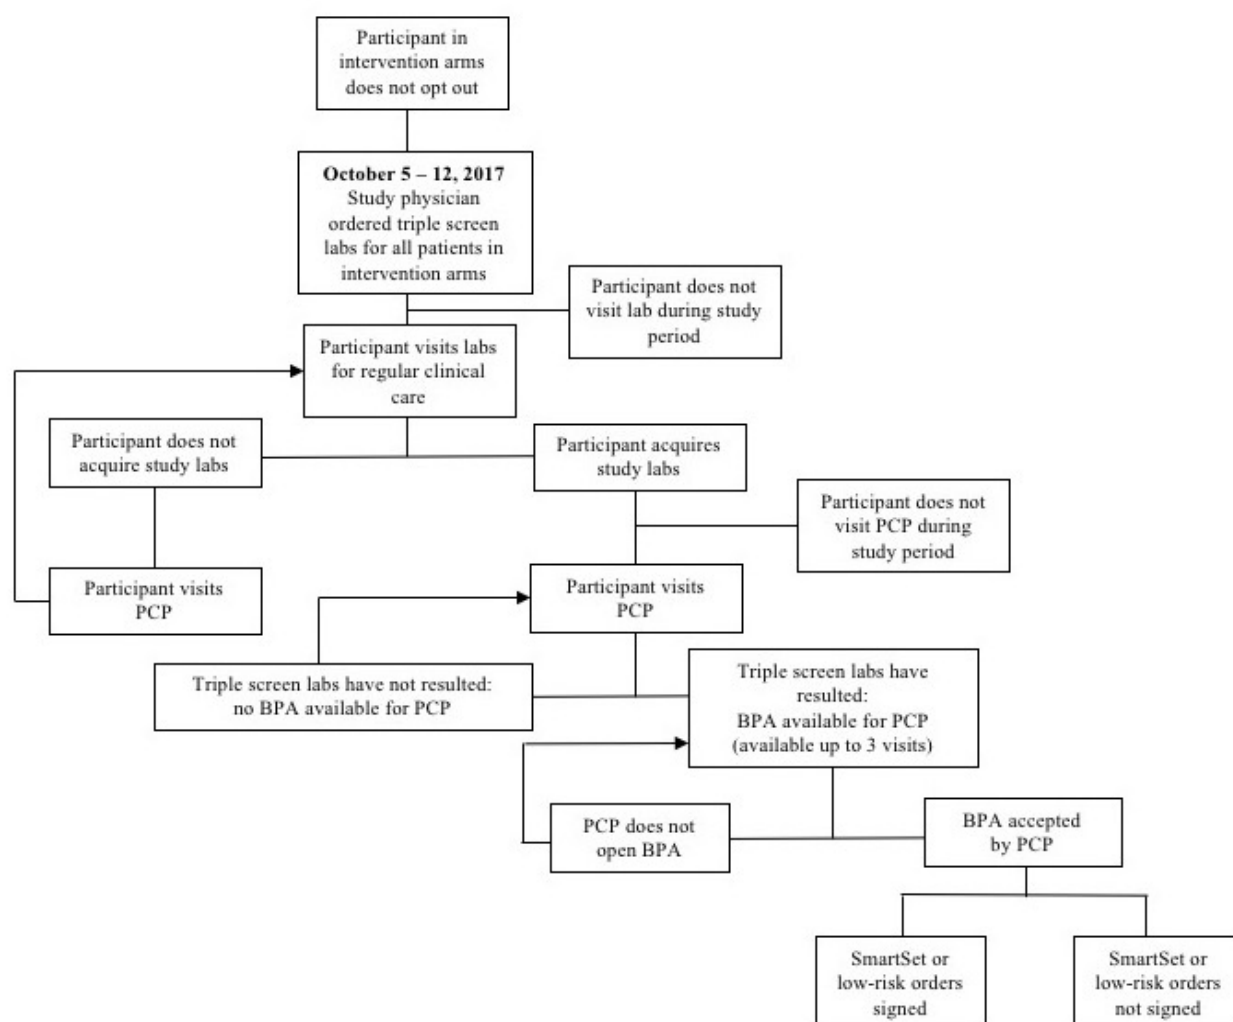 Participant in
intervention arms
does not opt out
October 5 – 12, 2017
Study physician
ordered triple screen
labs for all patients in
intervention arms
Participant does not
visit lab during study
period
Participant visits labs
for regular clinical
care
Participant does not
acquire study labs
Participant acquires
study labs
Participant does not
visit PCP during
study period
Participant visits
PCP
Participant visits
PCP
Triple screen labs have not resulted:
no BPA available for PCP
Triple screen labs have
resulted:
BPA available for PCP
(available up to 3 visits)
PCP does not
open BPA
BPA accepted
by PCP
SmartSet or
low-risk orders
signed
SmartSet or
low-risk orders
not signed